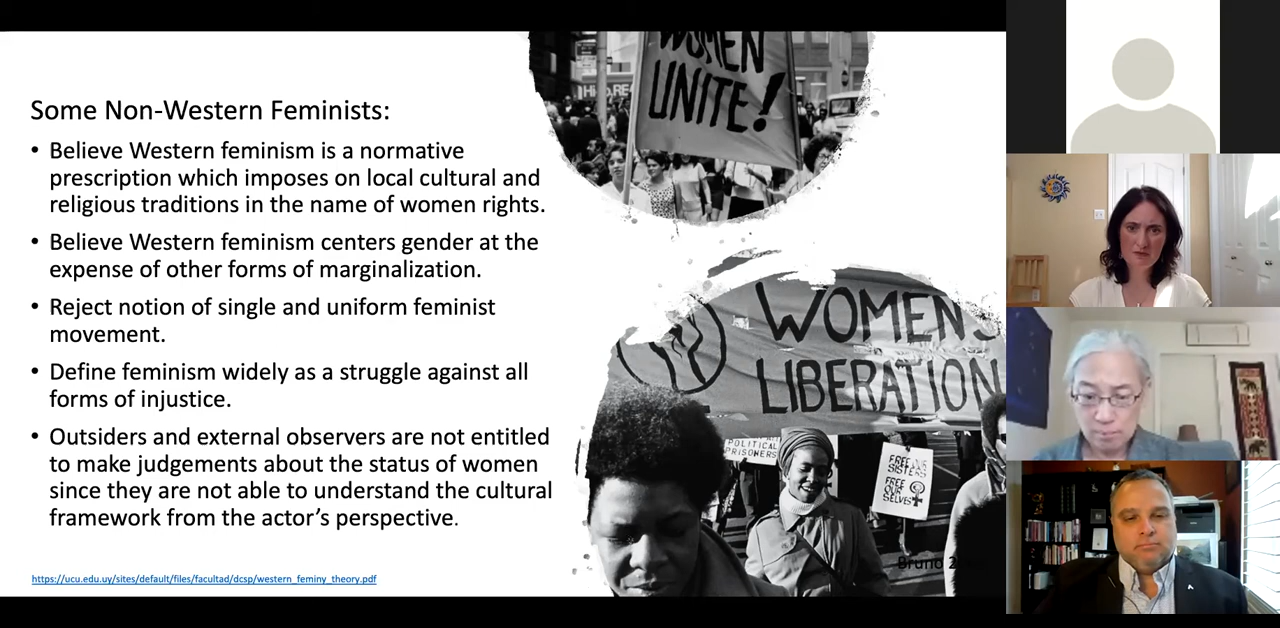 Some Non-Western Feminists:
• Believe Western feminism is a normative
prescription which imposes on local cultural and
religious traditions in the name of women rights.
• Believe Western feminism centers gender at the
expense of other forms of marginalization.
• Reject notion of single and uniform feminist
movement.
• Define feminism widely as a struggle against all
forms of injustice.
• Outsiders and external observers are not entitled
to make judgements about the status of women
since they are not able to understand the cultural
framework from the actor's perspective.
https://ucu.edu.uy/sites/default/files/facultad/dcsp/western_feminy_theory.pdf
WOMEN
UNITE!
WOMEN'S
LIBERATION
POLITICAL
PRISONERS
FREE OUR
SISTERS
FREE
OUR
SELVES
Bruno